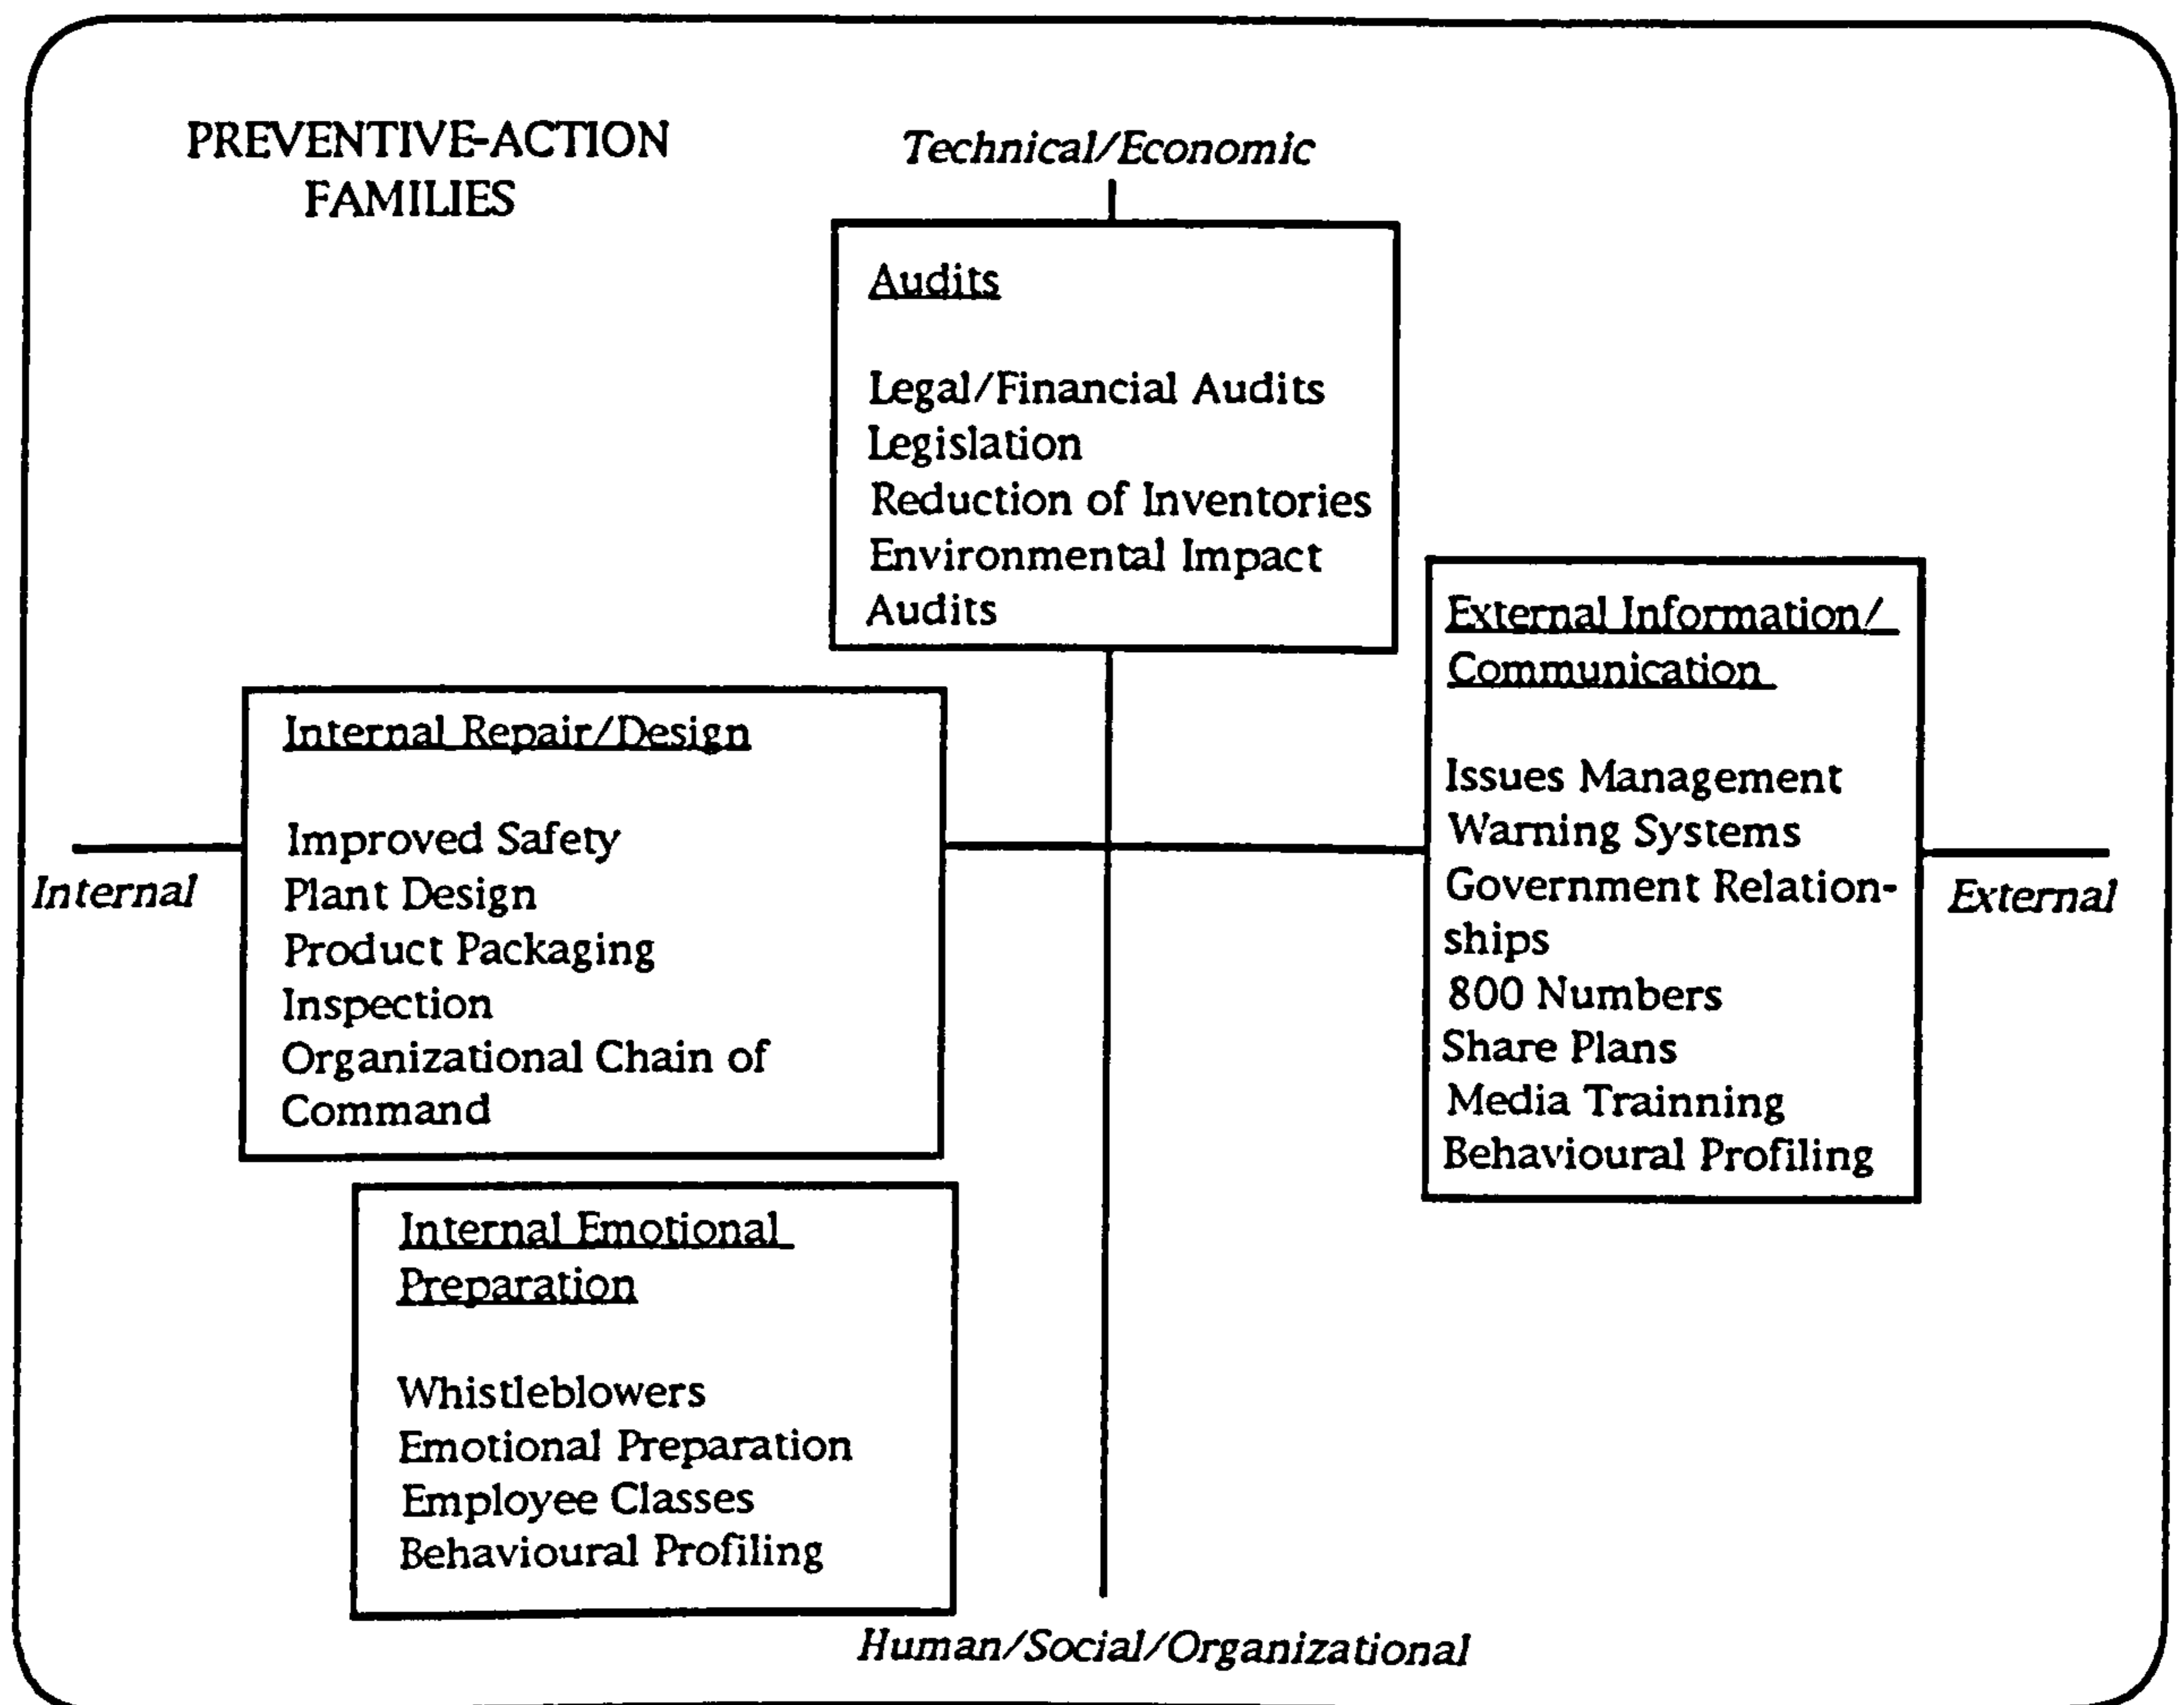 PREVENTIVE-ACTION
FAMILIES
Technical/Economic
Audits
Legal/Financial Audits
Legislation
Reduction of Inventories
Environmental Impact
Audits
External Information/
Communication
Issues Management
Warning Systems
Government Relation-
ships
800 Numbers
Share Plans
Media Trainning
Behavioural Profiling
External
Internal Repair/Design
Improved Safety
Plant Design
Product Packaging
Inspection
Organizational Chain of
Command
Internal
Internal Emotional
Preparation
Whistleblowers
Emotional Preparation
Employee Classes
Behavioural Profiling
Human/Social/Organizational